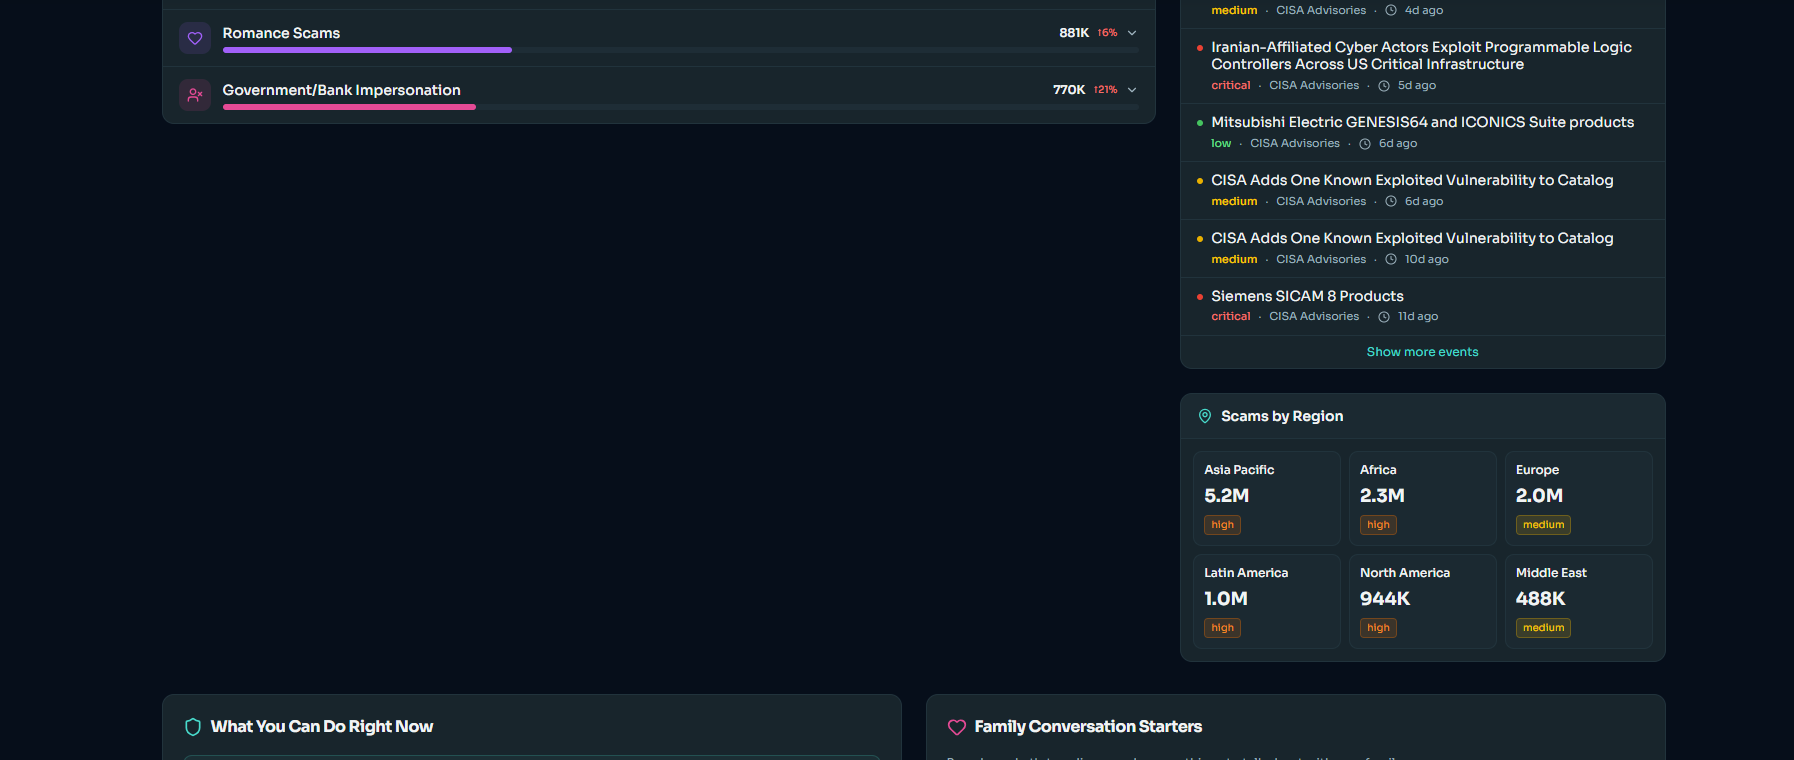 Romance Scams
881K ↑6%
Government/Bank Impersonation
770K ↑21%
medium · CISA Advisories · 4d ago
Iranian-Affiliated Cyber Actors Exploit Programmable Logic
Controllers Across US Critical Infrastructure
critical · CISA Advisories · 5d ago
Mitsubishi Electric GENESIS64 and ICONICS Suite products
low · CISA Advisories · 6d ago
CISA Adds One Known Exploited Vulnerability to Catalog
medium · CISA Advisories · 6d ago
CISA Adds One Known Exploited Vulnerability to Catalog
medium · CISA Advisories · 10d ago
Siemens SICAM 8 Products
critical · CISA Advisories · 11d ago
Show more events
Scams by Region
Asia Pacific
5.2M
high
Africa
2.3M
high
Europe
2.0M
medium
Latin America
1.0M
high
North America
944K
high
Middle East
488K
medium
What You Can Do Right Now
Family Conversation Starters